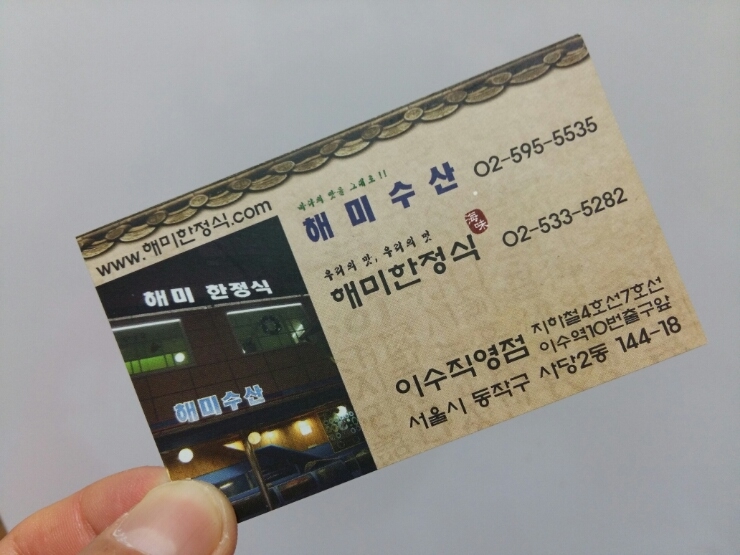 www.해미한정식.com
해미 한정식
해미수산
바다의 맛을 그대로!!
해미수산 02-595-5535
우리의 맛, 우리의 멋
해미한정식 海味 02-533-5282
이수직영점 지하철4호선7호선
이수역10번출구앞
서울시 동작구 사당2동 144-18